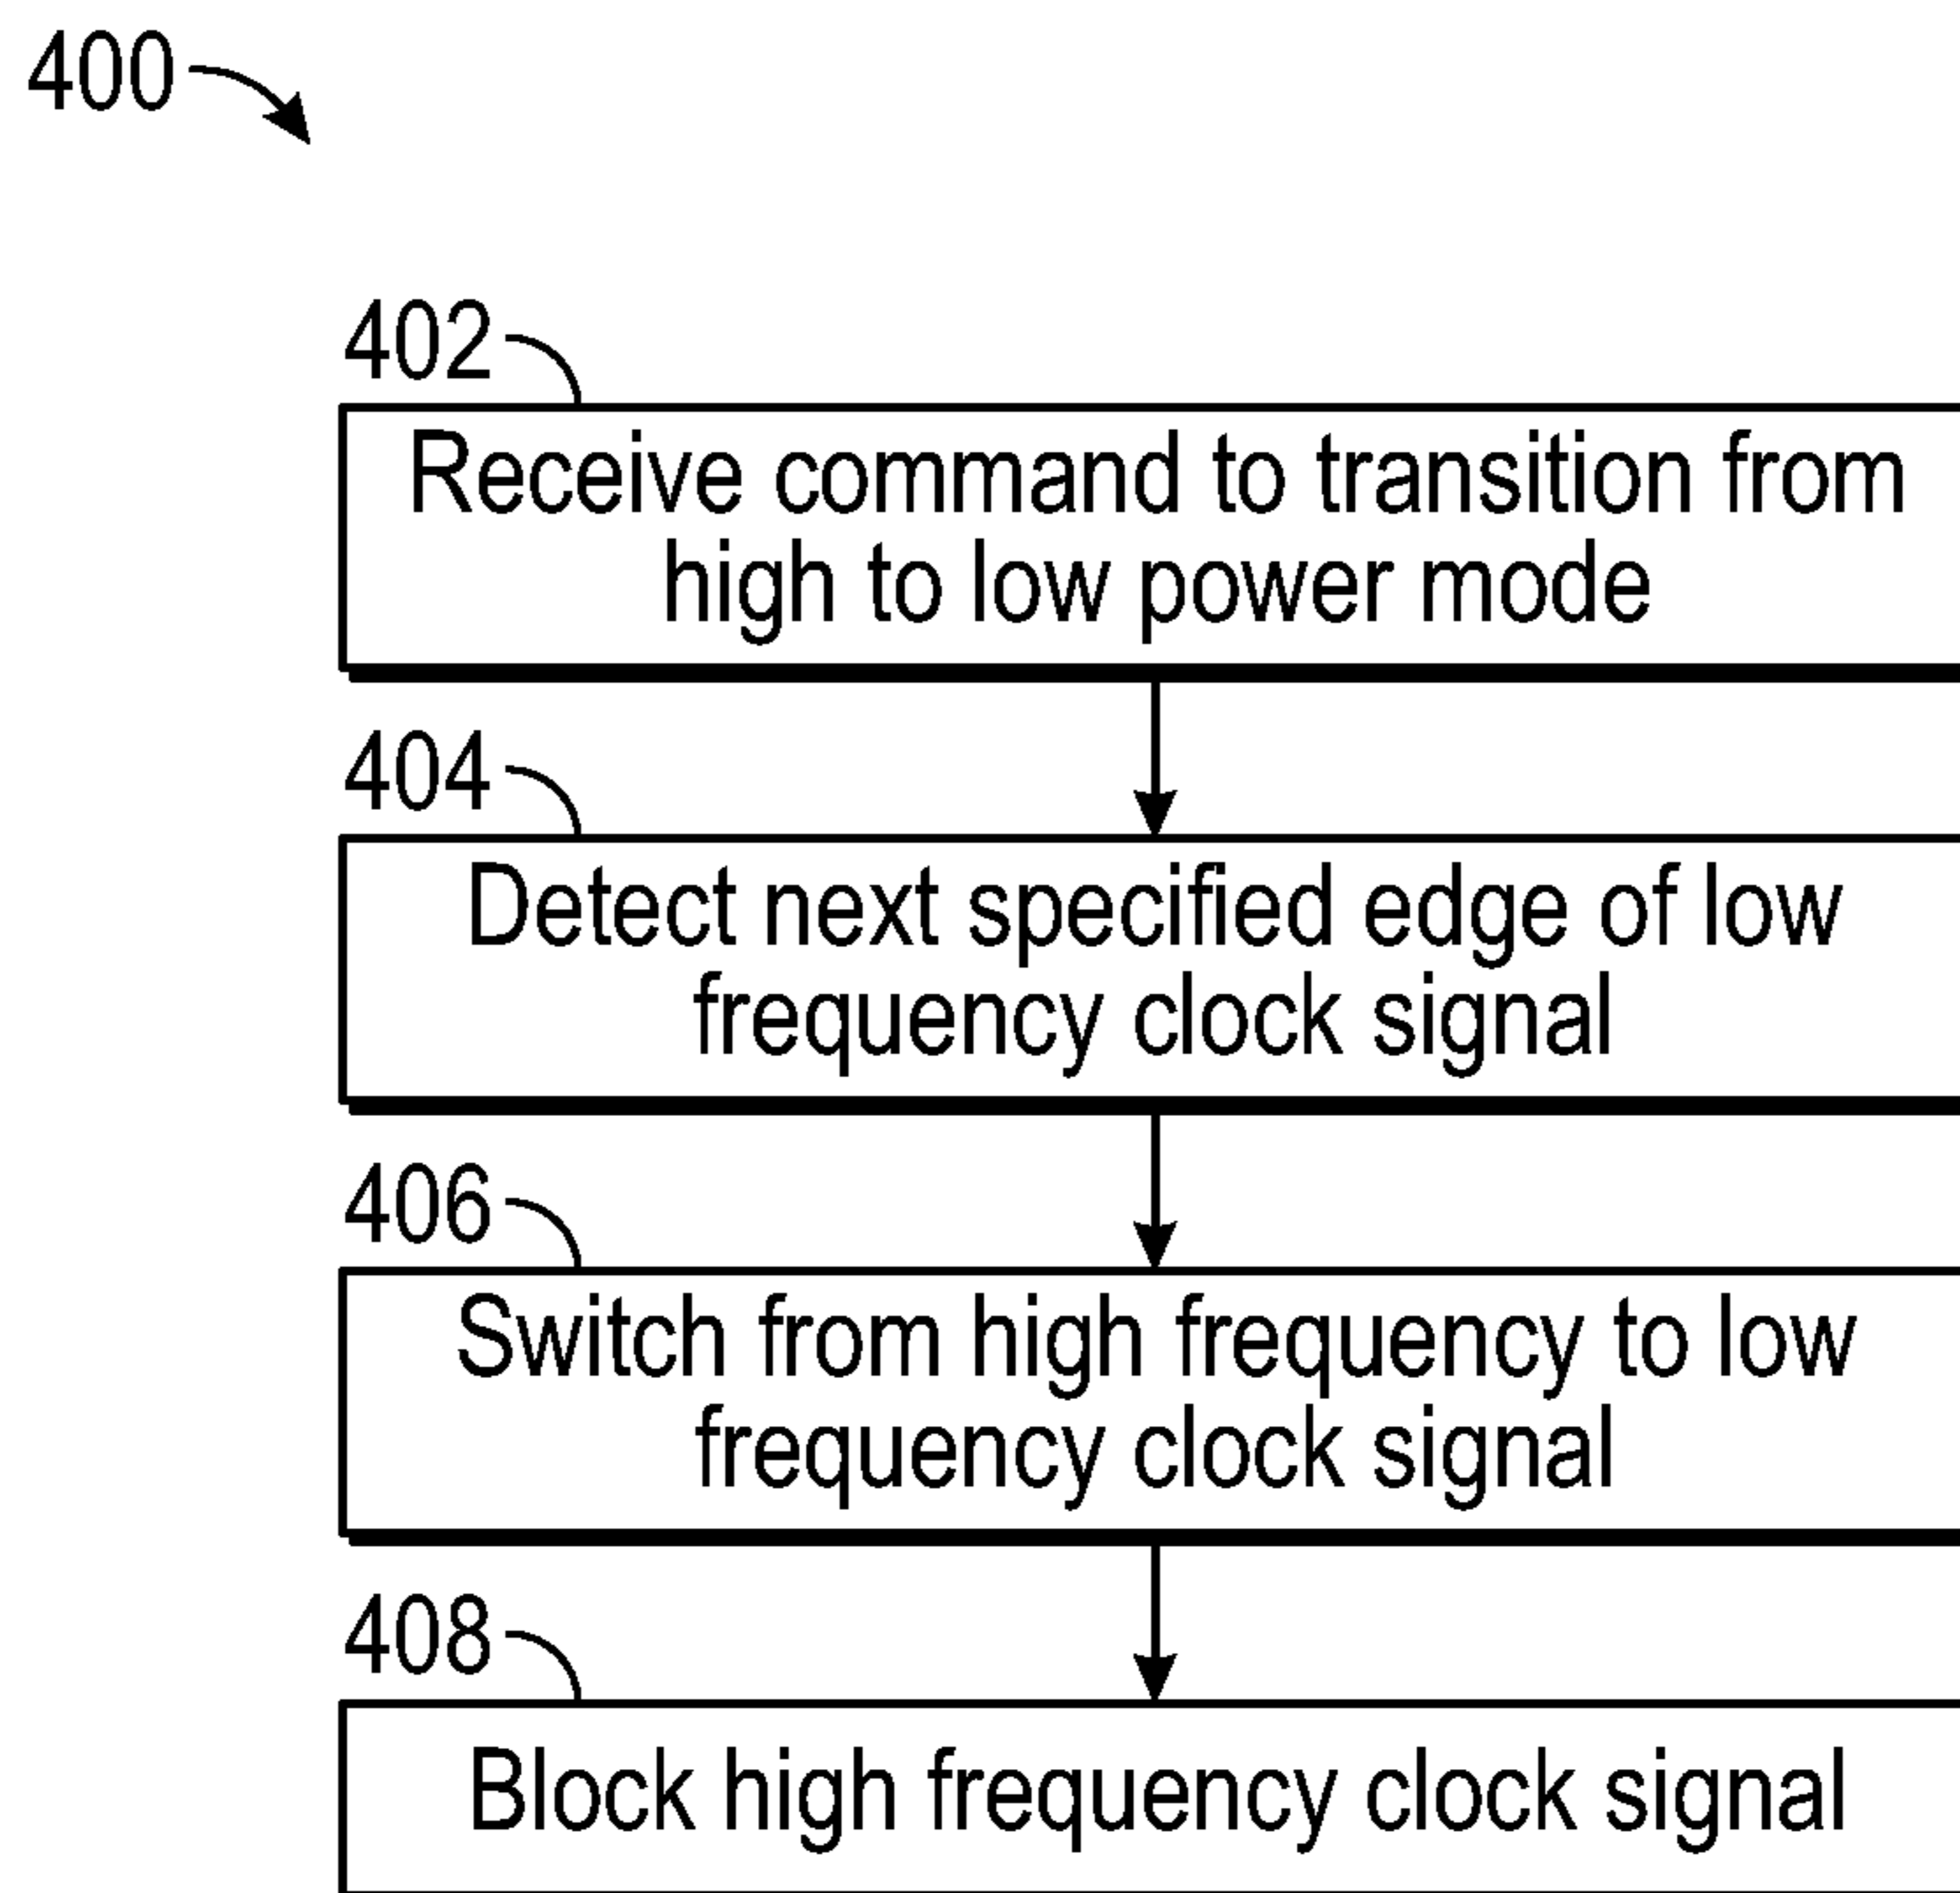 400
402
Receive command to transition from
high to low power mode
404
Detect next specified edge of low
frequency clock signal
406
Switch from high frequency to low
frequency clock signal
408
Block high frequency clock signal